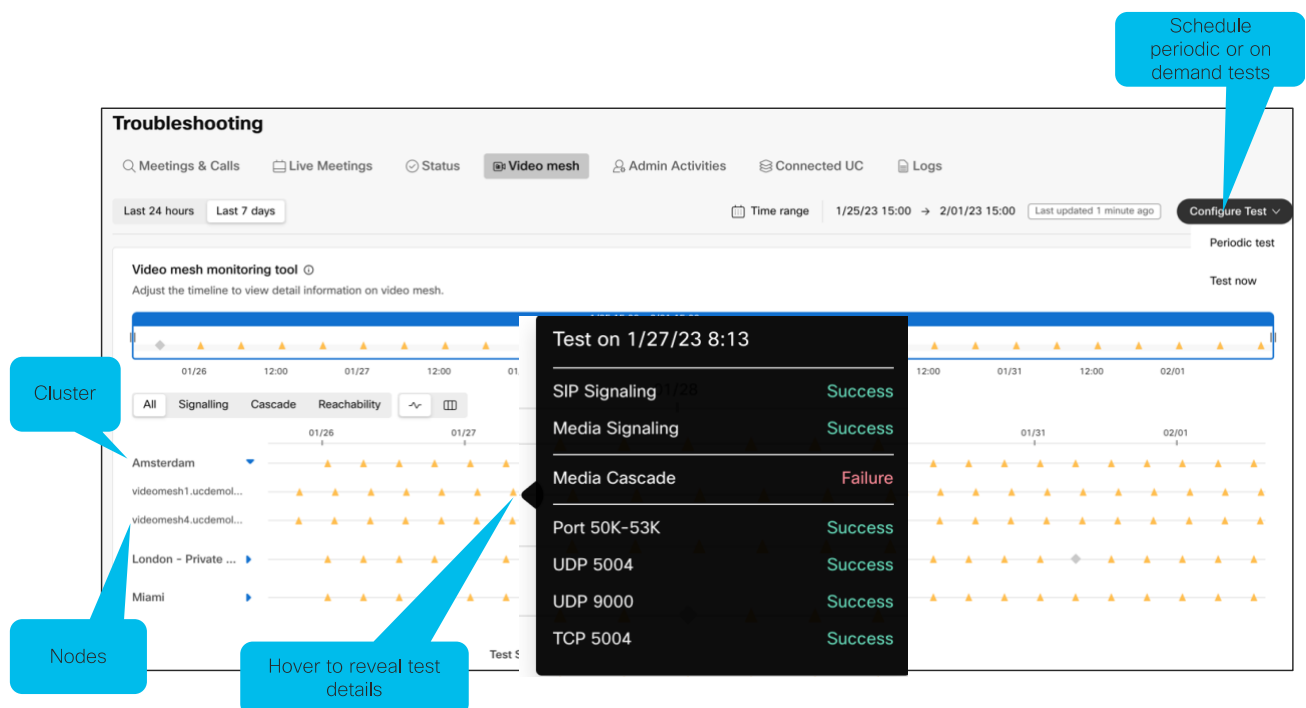 Schedule
periodic or on
demand tests
Troubleshooting
Meetings & Calls Live Meetings Status Video mesh Admin Activities Connected UC Logs
Last 24 hours Last 7 days Time range 1/25/23 15:00 → 2/01/23 15:00 Last updated 1 minute ago Configure Test
Periodic test
Test now
Video mesh monitoring tool
Adjust the timeline to view detail information on video mesh.
01/26 12:00 01/27 12:00 01 12:00 01/31 12:00 02/01
All Signalling Cascade Reachability
01/26 01/27 01/28 01/31 02/01
Cluster
Amsterdam
videomesh1.ucdemol...
videomesh4.ucdemol...
London - Private ...
Miami
Nodes
Hover to reveal test
details
Test S
Test on 1/27/23 8:13
SIP Signaling Success
Media Signaling Success
Media Cascade Failure
Port 50K-53K Success
UDP 5004 Success
UDP 9000 Success
TCP 5004 Success